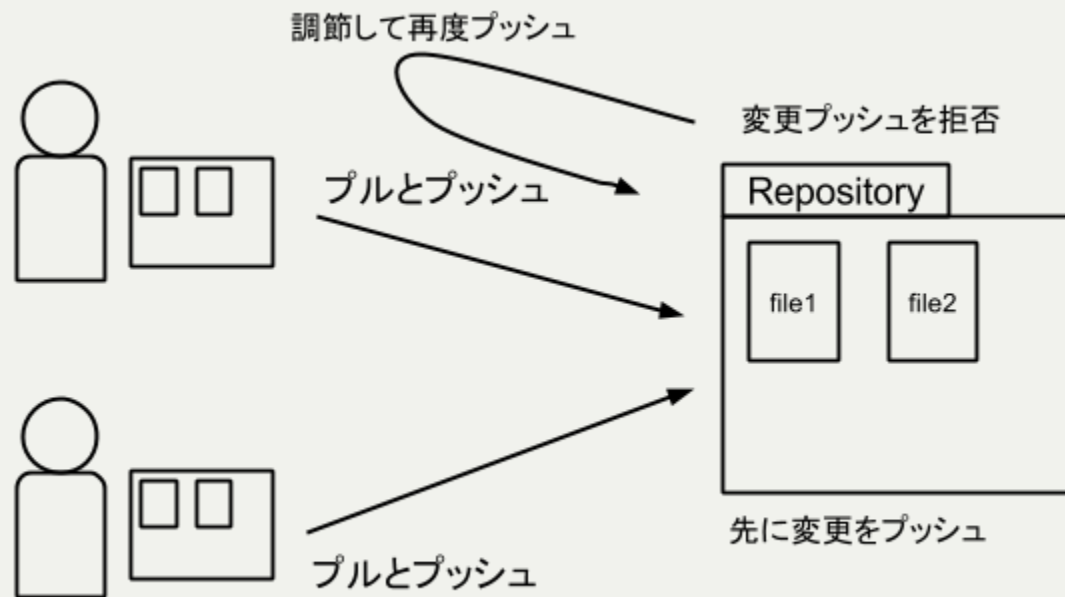 調節して再度プッシュ
変更プッシュを拒否
プルとプッシュ
Repository
file1
file2
先に変更をプッシュ
プルとプッシュ